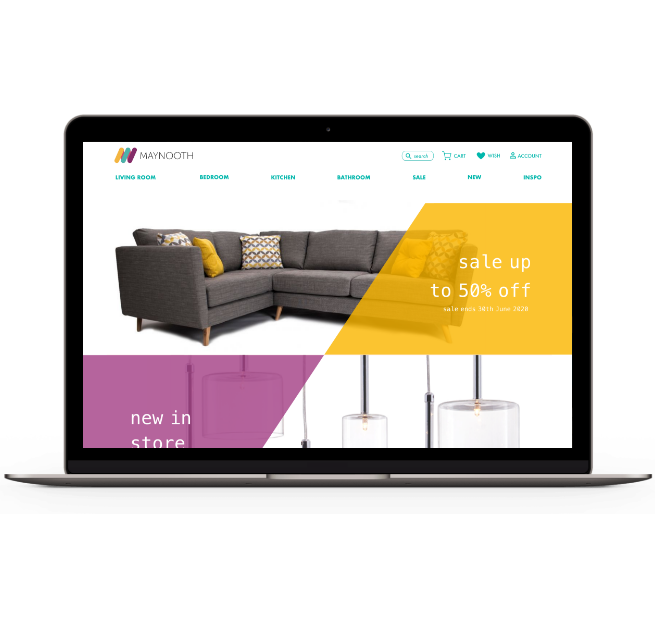 MAYNOOTH
search
CART
WISH
ACCOUNT
LIVING ROOM
BEDROOM
KITCHEN
BATHROOM
SALE
NEW
INSPO
sale up
to 50% off
sale ends 30th June 2020
new in
store